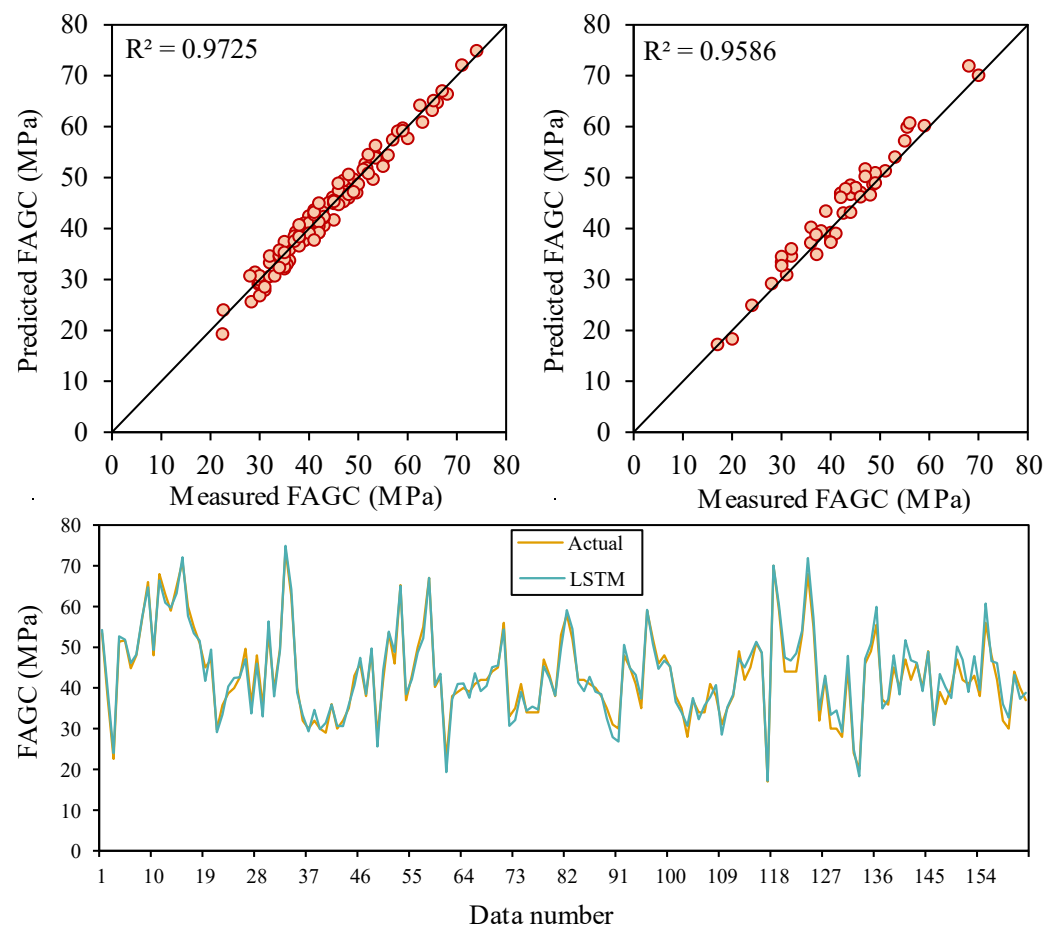 R² = 0.9725
80
70
60
50
40
30
20
10
0
Predicted FAGC (MPa)
0 10 20 30 40 50 60 70 80
Measured FAGC (MPa)
R² = 0.9586
80
70
60
50
40
30
20
10
0
Predicted FAGC (MPa)
0 10 20 30 40 50 60 70 80
Measured FAGC (MPa)
80
70
60
50
40
30
20
10
0
FAGC (MPa)
Actual
LSTM
1 10 19 28 37 46 55 64 73 82 91 100 109 118 127 136 145 154
Data number